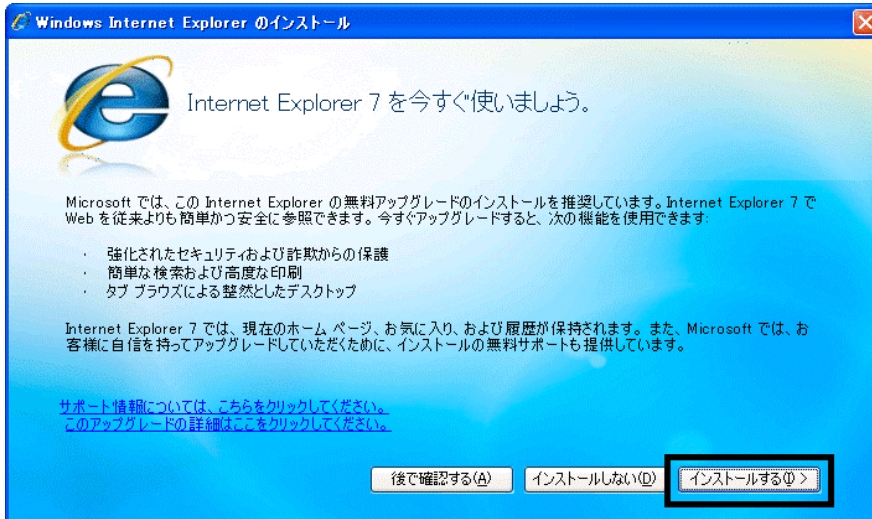 Windows Internet Explorer のインストール
Internet Explorer 7 を今すぐ使いましょう。
Microsoft では、この Internet Explorer の無料アップグレードのインストールを推奨しています。Internet Explorer 7 で
Web を従来よりも簡単かつ安全に参照できます。今すぐアップグレードすると、次の機能を使用できます:
· 強化されたセキュリティおよび詐欺からの保護
· 簡単な検索および高度な印刷
· タブ ブラウズによる整然としたデスクトップ
Internet Explorer 7 では、現在のホーム ページ、お気に入り、および履歴が保持されます。また、Microsoft では、お
客様に自信を持ってアップグレードしていただくために、インストールの無料サポートも提供しています。
サポート情報については、こちらをクリックしてください。
このアップグレードの詳細はここをクリックしてください。
後で確認する(A) インストールしない(D) インストールする(I) >